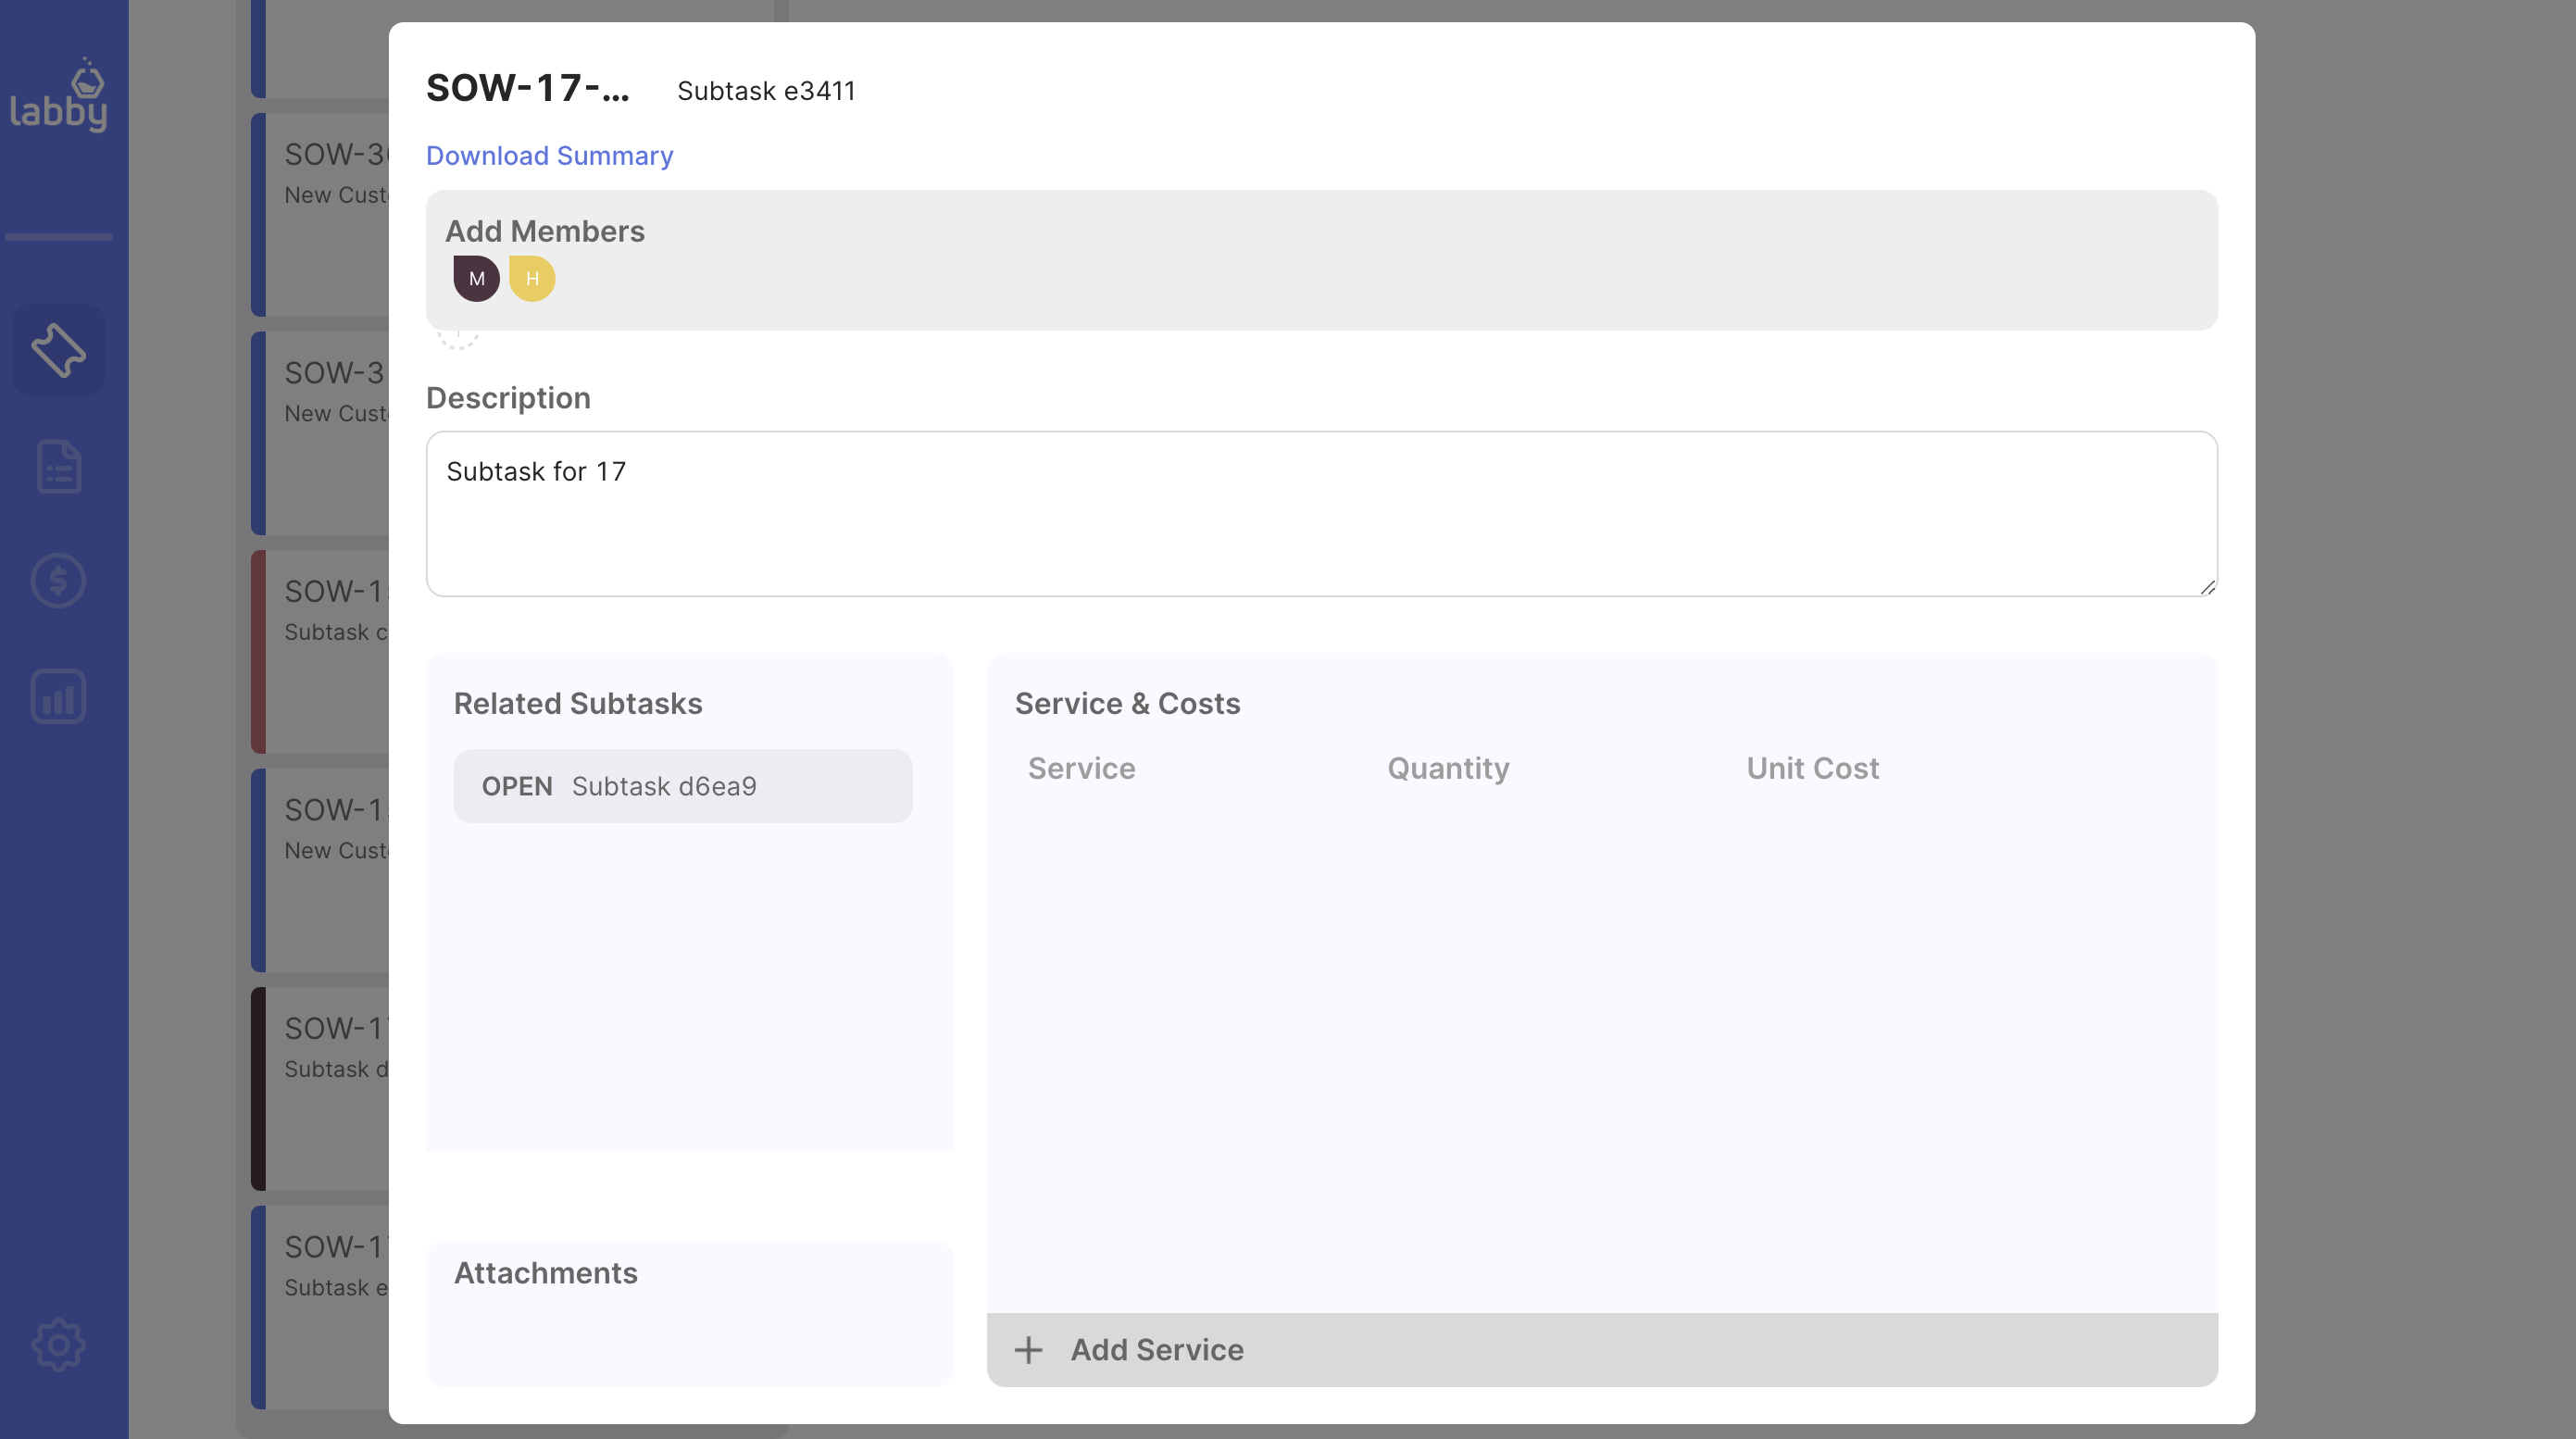 labby
SOW-3
New Cust
SOW-3
New Cust
SOW-1
Subtask c
SOW-1
New Cust
SOW-1
Subtask d
SOW-1
Subtask e
SOW-17-... Subtask e3411
Download Summary
Add Members
M H
Description
Subtask for 17
Related Subtasks
OPEN Subtask d6ea9
Attachments
Service & Costs
Service Quantity Unit Cost
+ Add Service